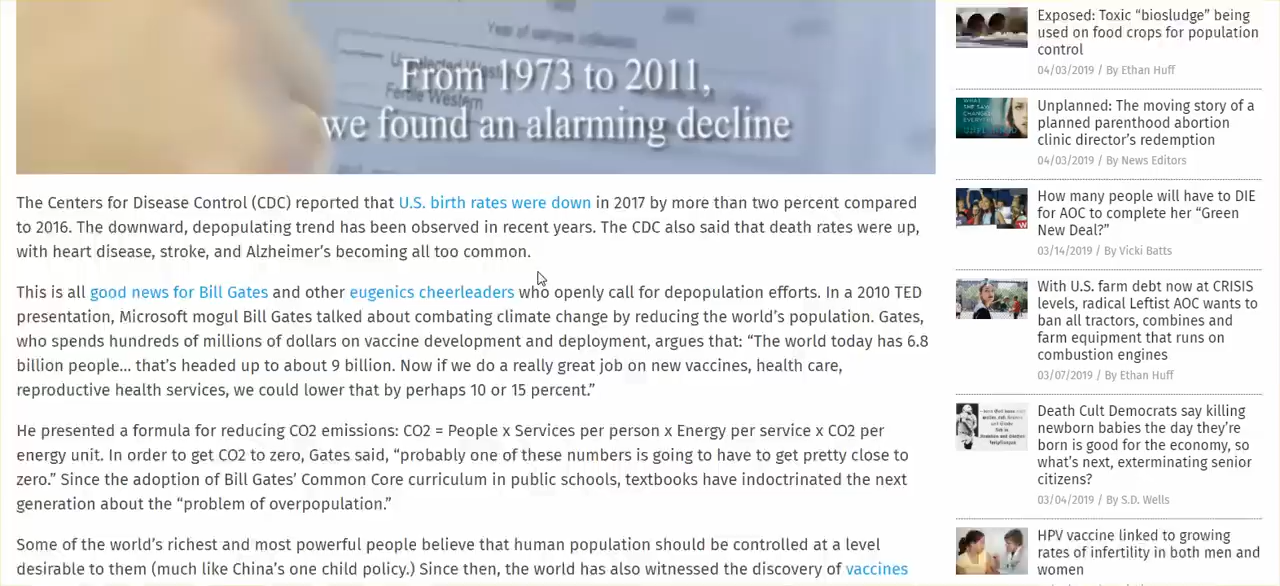 Year of sample utilisation
From 1973 to 2011,
we found an alarming decline
Fertile Western
The Centers for Disease Control (CDC) reported that U.S. birth rates were down in 2017 by more than two percent compared
to 2016. The downward, depopulating trend has been observed in recent years. The CDC also said that death rates were up,
with heart disease, stroke, and Alzheimer's becoming all too common.
This is all good news for Bill Gates and other eugenics cheerleaders who openly call for depopulation efforts. In a 2010 TED
presentation, Microsoft mogul Bill Gas talked about combating climate change by reducing the world's population. Gates,
who spends hundreds of millions of dollars on vaccine development and deployment, argues that: “The world today has 6.8
billion people… that's headed up to about 9 billion. Now if we do a really great job on new vaccines, health care,
reproductive health services, we could lower that by perhaps 10 or 15 percent.”
He presented a formula for reducing CO2 emissions: CO2 = People x Services per person x Energy per service x CO2 per
energy unit. In order to get CO2 to zero, Gates said, “probably one of these numbers is going to have to get pretty close to
zero.” Since the adoption of Bill Gates’ Common Core curriculum in public schools, textbooks have indoctrinated the next
generation about the “problem of overpopulation.”
Some of the world's richest and most powerful people believe that human population should be controlled at a level
desirable to them (much like China's one child policy.) Since then, the world has also witnessed the discovery of vaccines
Exposed: Toxic “biosludge” being
used on food crops for population
control
04/03/2019 / By Ethan Huff
Unplanned: The moving story of a
planned parenthood abortion
clinic director's redemption
04/03/2019 / By News Editors
How many people will have to DIE
for AOC to complete her “Green
New Deal?”
03/14/2019 / By Vicki Batts
With U.S. farm debt now at CRISIS
levels, radical Leftist AOC wants to
ban all tractors, combines and
farm equipment that runs on
combustion engines
03/07/2019 / By Ethan Huff
Death Cult Democrats say killing
newborn babies the day they're
born is good for the economy, so
what's next, exterminating senior
citizens?
03/04/2019 / By S.D. Wells
HPV vaccine linked to growing
rates of infertility in both men and
women